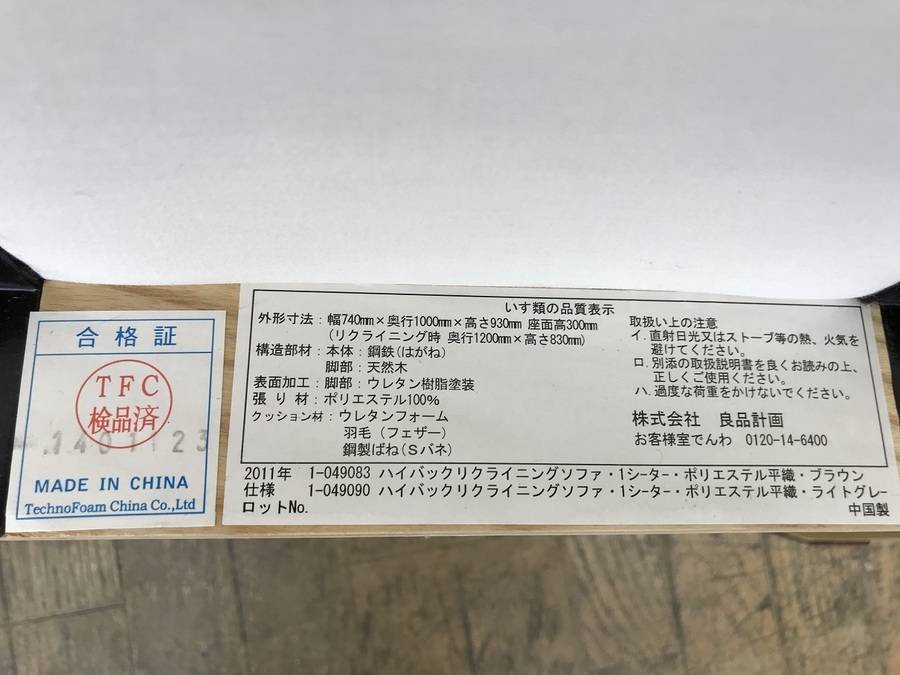 合格証
TFC
検品済
.1401123
MADE IN CHINA
TechnoFoam China Co.,Ltd
いす類の品質表示
外形寸法：幅740mm×奥行1000mm×高さ930mm 座面高300mm
(リクライニング時 奥行1200mm×高さ830mm)
構造部材：本体：鋼鉄(はがね)
脚部：天然木
表面加工：脚部：ウレタン樹脂塗装
張り材：ポリエステル100%
クッション材：ウレタンフォーム
羽毛(フェザー)
鋼製ばね(Sバネ)
取扱い上の注意
イ．直射日光又はストーブ等の熱、火気を
避けてください。
ロ．別添の取扱説明書を良くお読みの上、
正しくご使用ください。
ハ．過度な荷重をかけないでください。
株式会社 良品計画
お客様室でんわ 0120-14-6400
2011年 1-049083 ハイバックリクライニングソファ・1シーター・ポリエステル平織・ブラウン
仕様 1-049090 ハイバックリクライニングソファ・1シーター・ポリエステル平織・ライトグレー
ロットNo. 中国製